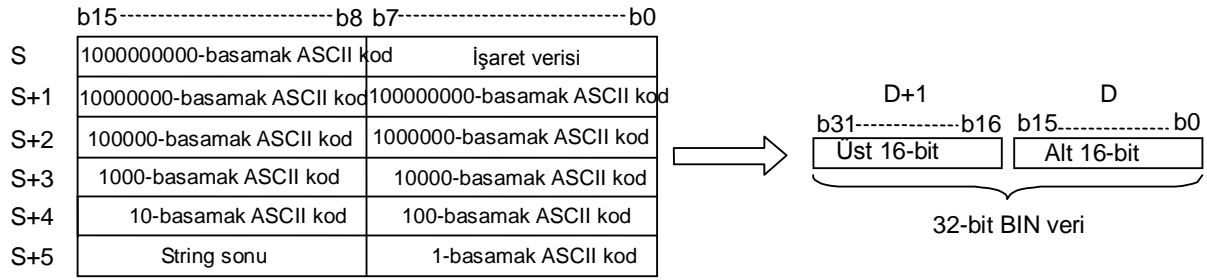 b15 b8 b7 b0
S 1000000000-basamak ASCII kod İşaret verisi
S+1 10000000-basamak ASCII kod 100000000-basamak ASCII kod
S+2 100000-basamak ASCII kod 1000000-basamak ASCII kod
S+3 1000-basamak ASCII kod 10000-basamak ASCII kod
S+4 10-basamak ASCII kod 100-basamak ASCII kod
S+5 String sonu 1-basamak ASCII kod
D+1 D
b31 b16 b15 b0
Üst 16-bit Alt 16-bit
32-bit BIN veri